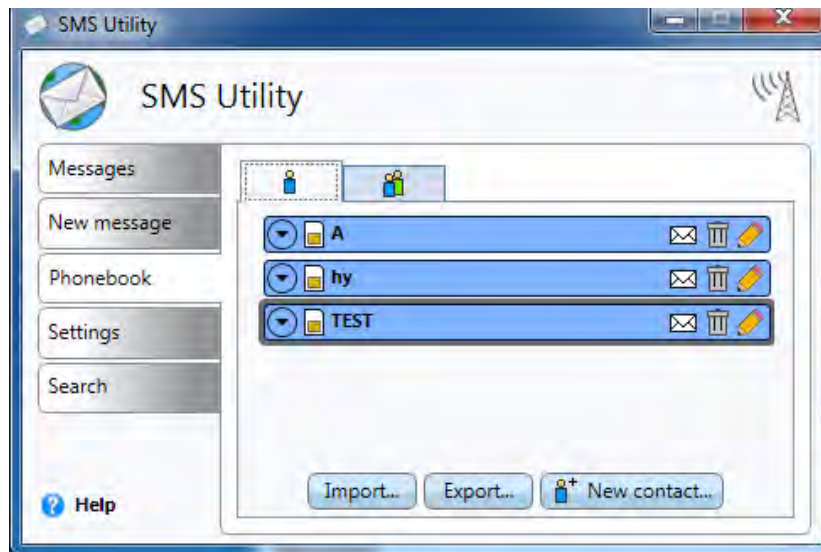 SMS Utility
SMS Utility
Messages
New message
Phonebook
Settings
Search
Help
A
hy
TEST
Import...
Export...
New contact...